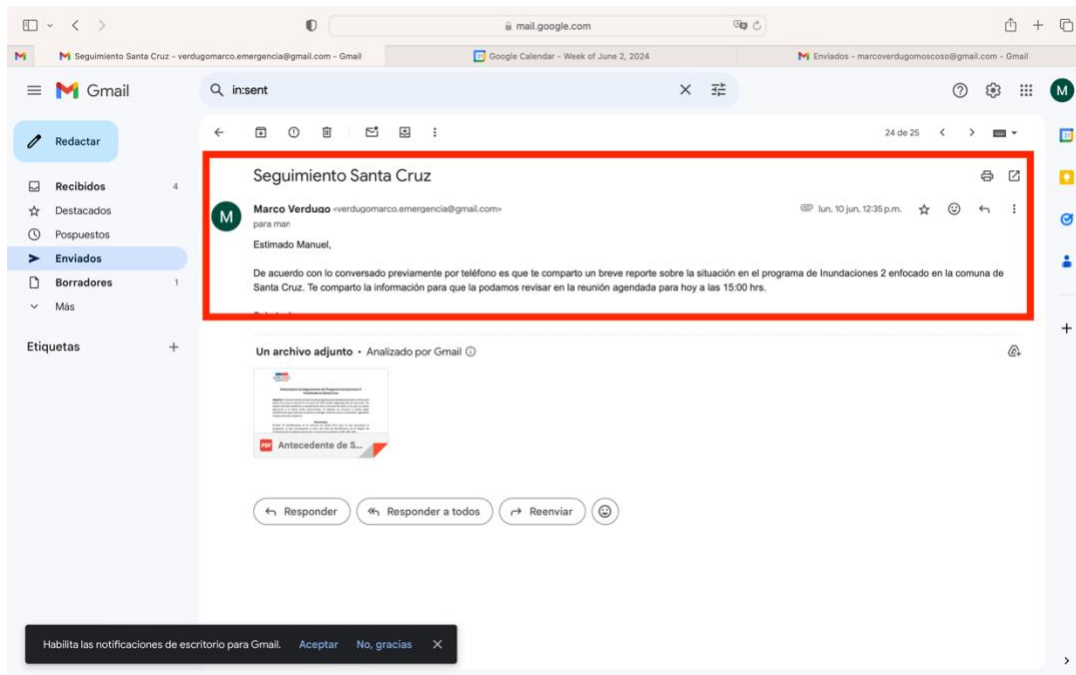 mail.google.com
Seguimiento Santa Cruz - verdugomarco.emergencia@gmail.com - Gmail
Google Calendar - Week of June 2, 2024
Enviados - marcoverdugomoscoso@gmail.com - Gmail
Gmail
in:sent
M
Redactar
24 de 25
Recibidos 4
Destacados
Pospuestos
Enviados
Borradores 1
Más
Etiquetas
Seguimiento Santa Cruz
M
Marco Verdugo <verdugomarco.emergencia@gmail.com>
lun, 10 jun, 12:35 p.m.
para mar
Estimado Manuel,
De acuerdo con lo conversado previamente por teléfono es que te comparto un breve reporte sobre la situación en el programa de Inundaciones 2 enfocado en la comuna de
Santa Cruz. Te comparto la información para que la podamos revisar en la reunión agendada para hoy a las 15:00 hrs.
Un archivo adjunto • Analizado por Gmail
PDF Antecedente de S...
Responder
Responder a todos
Reenviar
Habilita las notificaciones de escritorio para Gmail. Aceptar No, gracias